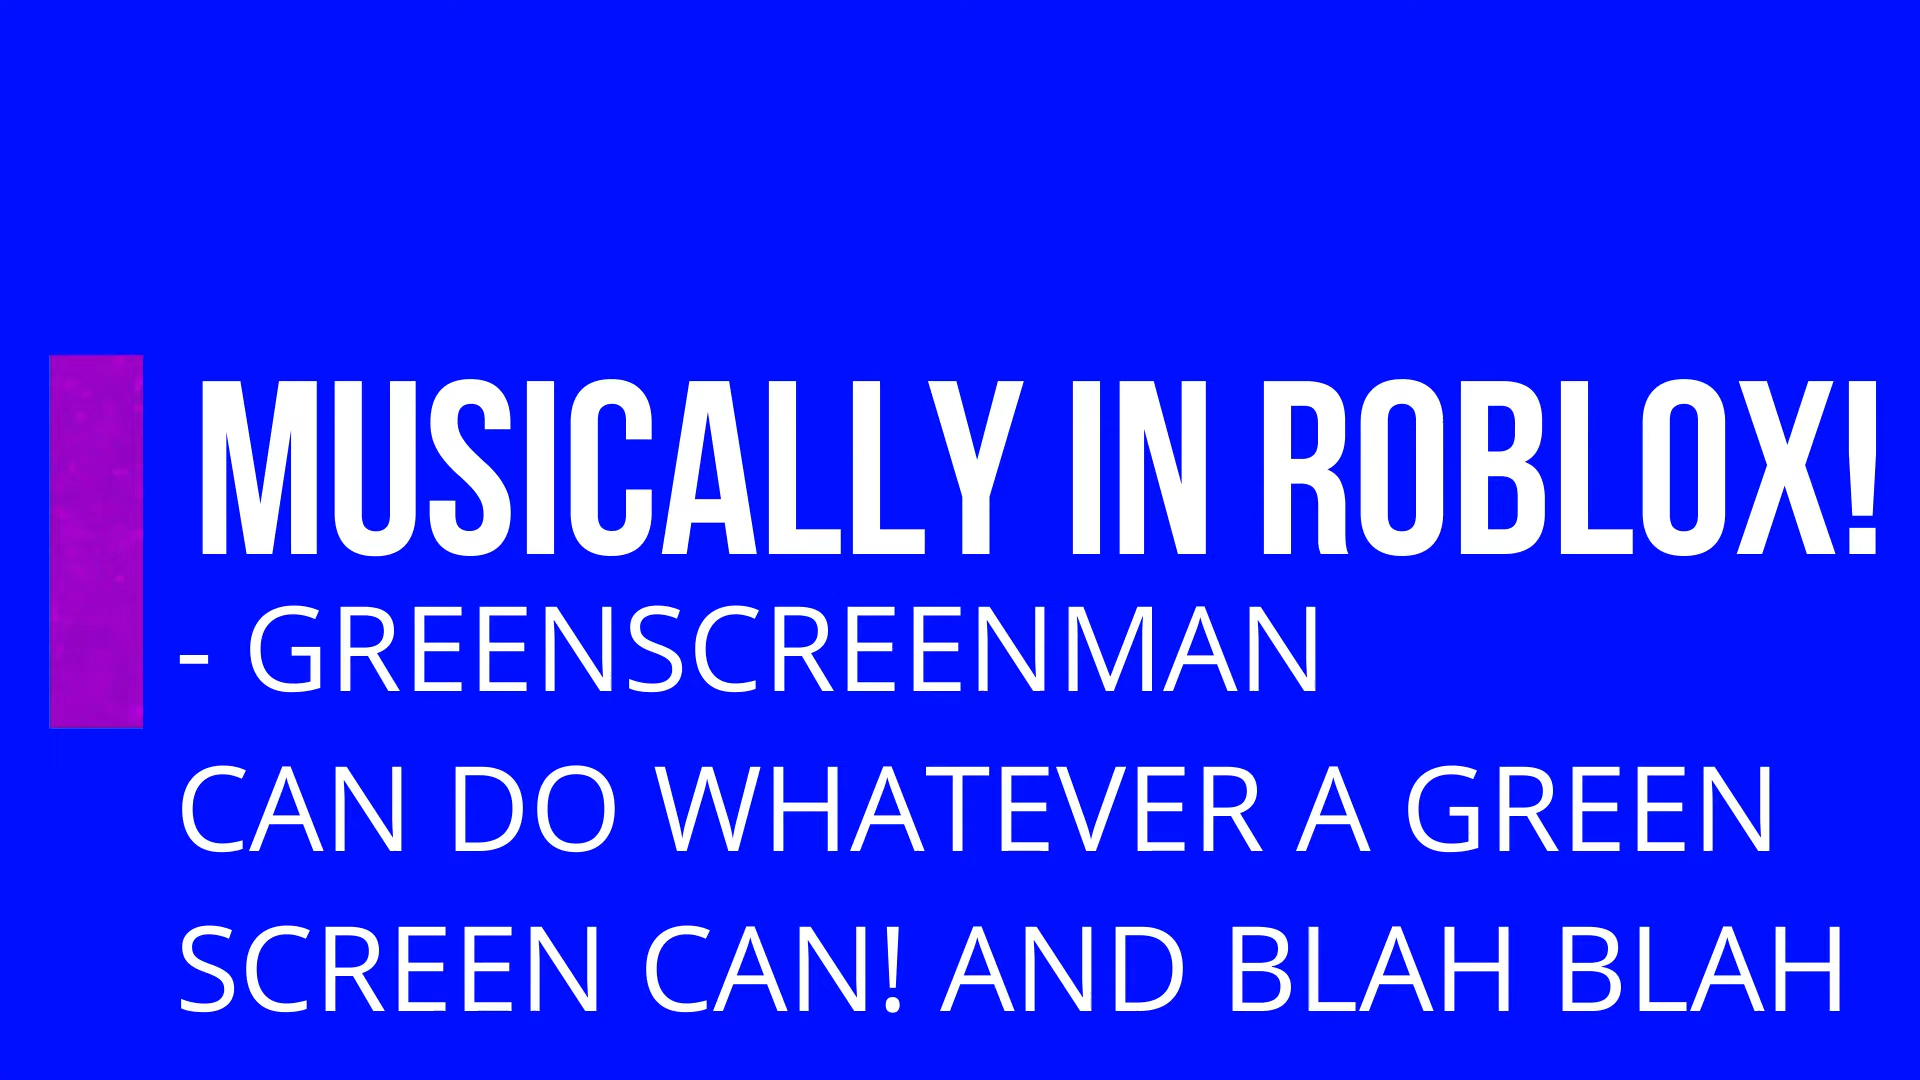 MUSICALLY IN ROBLOX!
- GREENSCREENMAN
CAN DO WHATEVER A GREEN
SCREEN CAN! AND BLAH BLAH